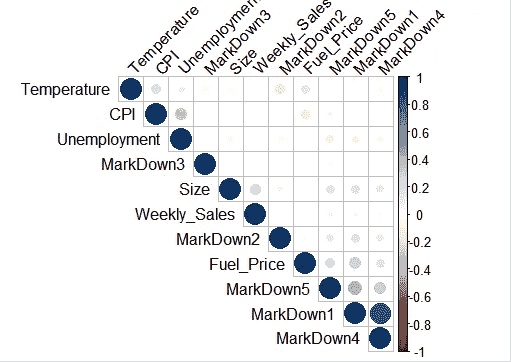 Temperature
CPI
Unemployment
MarkDown3
Size
Weekly_Sales
MarkDown2
Fuel_Price
MarkDown5
MarkDown1
MarkDown4
Temperature
CPI
Unemployment
MarkDown3
Size
Weekly_Sales
MarkDown2
Fuel_Price
MarkDown5
MarkDown1
MarkDown4
1
0.8
0.6
0.4
0.2
0
-0.2
-0.4
-0.6
-0.8
-1